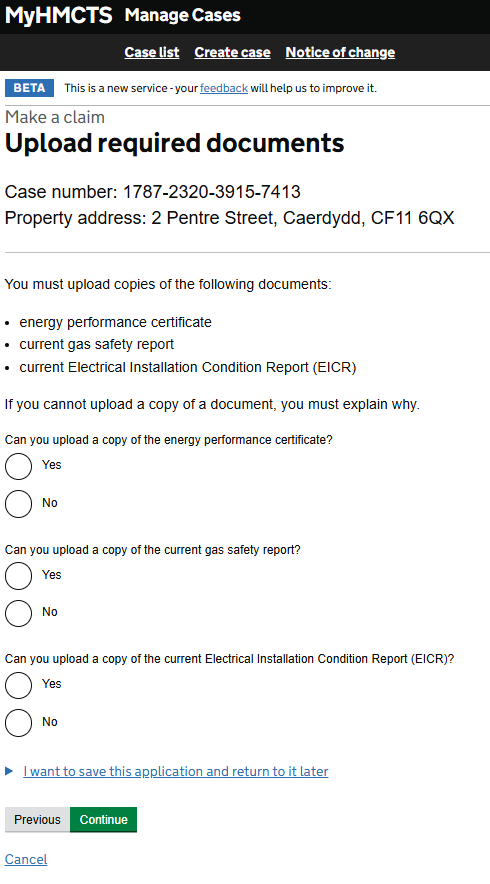 MyHMCTS Manage Cases
Case list Create case Notice of change
BETA This is a new service - your feedback will help us to improve it.
Make a claim
Upload required documents
Case number: 1787-2320-3915-7413
Property address: 2 Pentre Street, Caerdydd, CF11 6QX
You must upload copies of the following documents:
• energy performance certificate
• current gas safety report
• current Electrical Installation Condition Report (EICR)
If you cannot upload a copy of a document, you must explain why.
Can you upload a copy of the energy performance certificate?
Yes
No
Can you upload a copy of the current gas safety report?
Yes
No
Can you upload a copy of the current Electrical Installation Condition Report (EICR)?
Yes
No
I want to save this application and return to it later
Previous Continue
Cancel